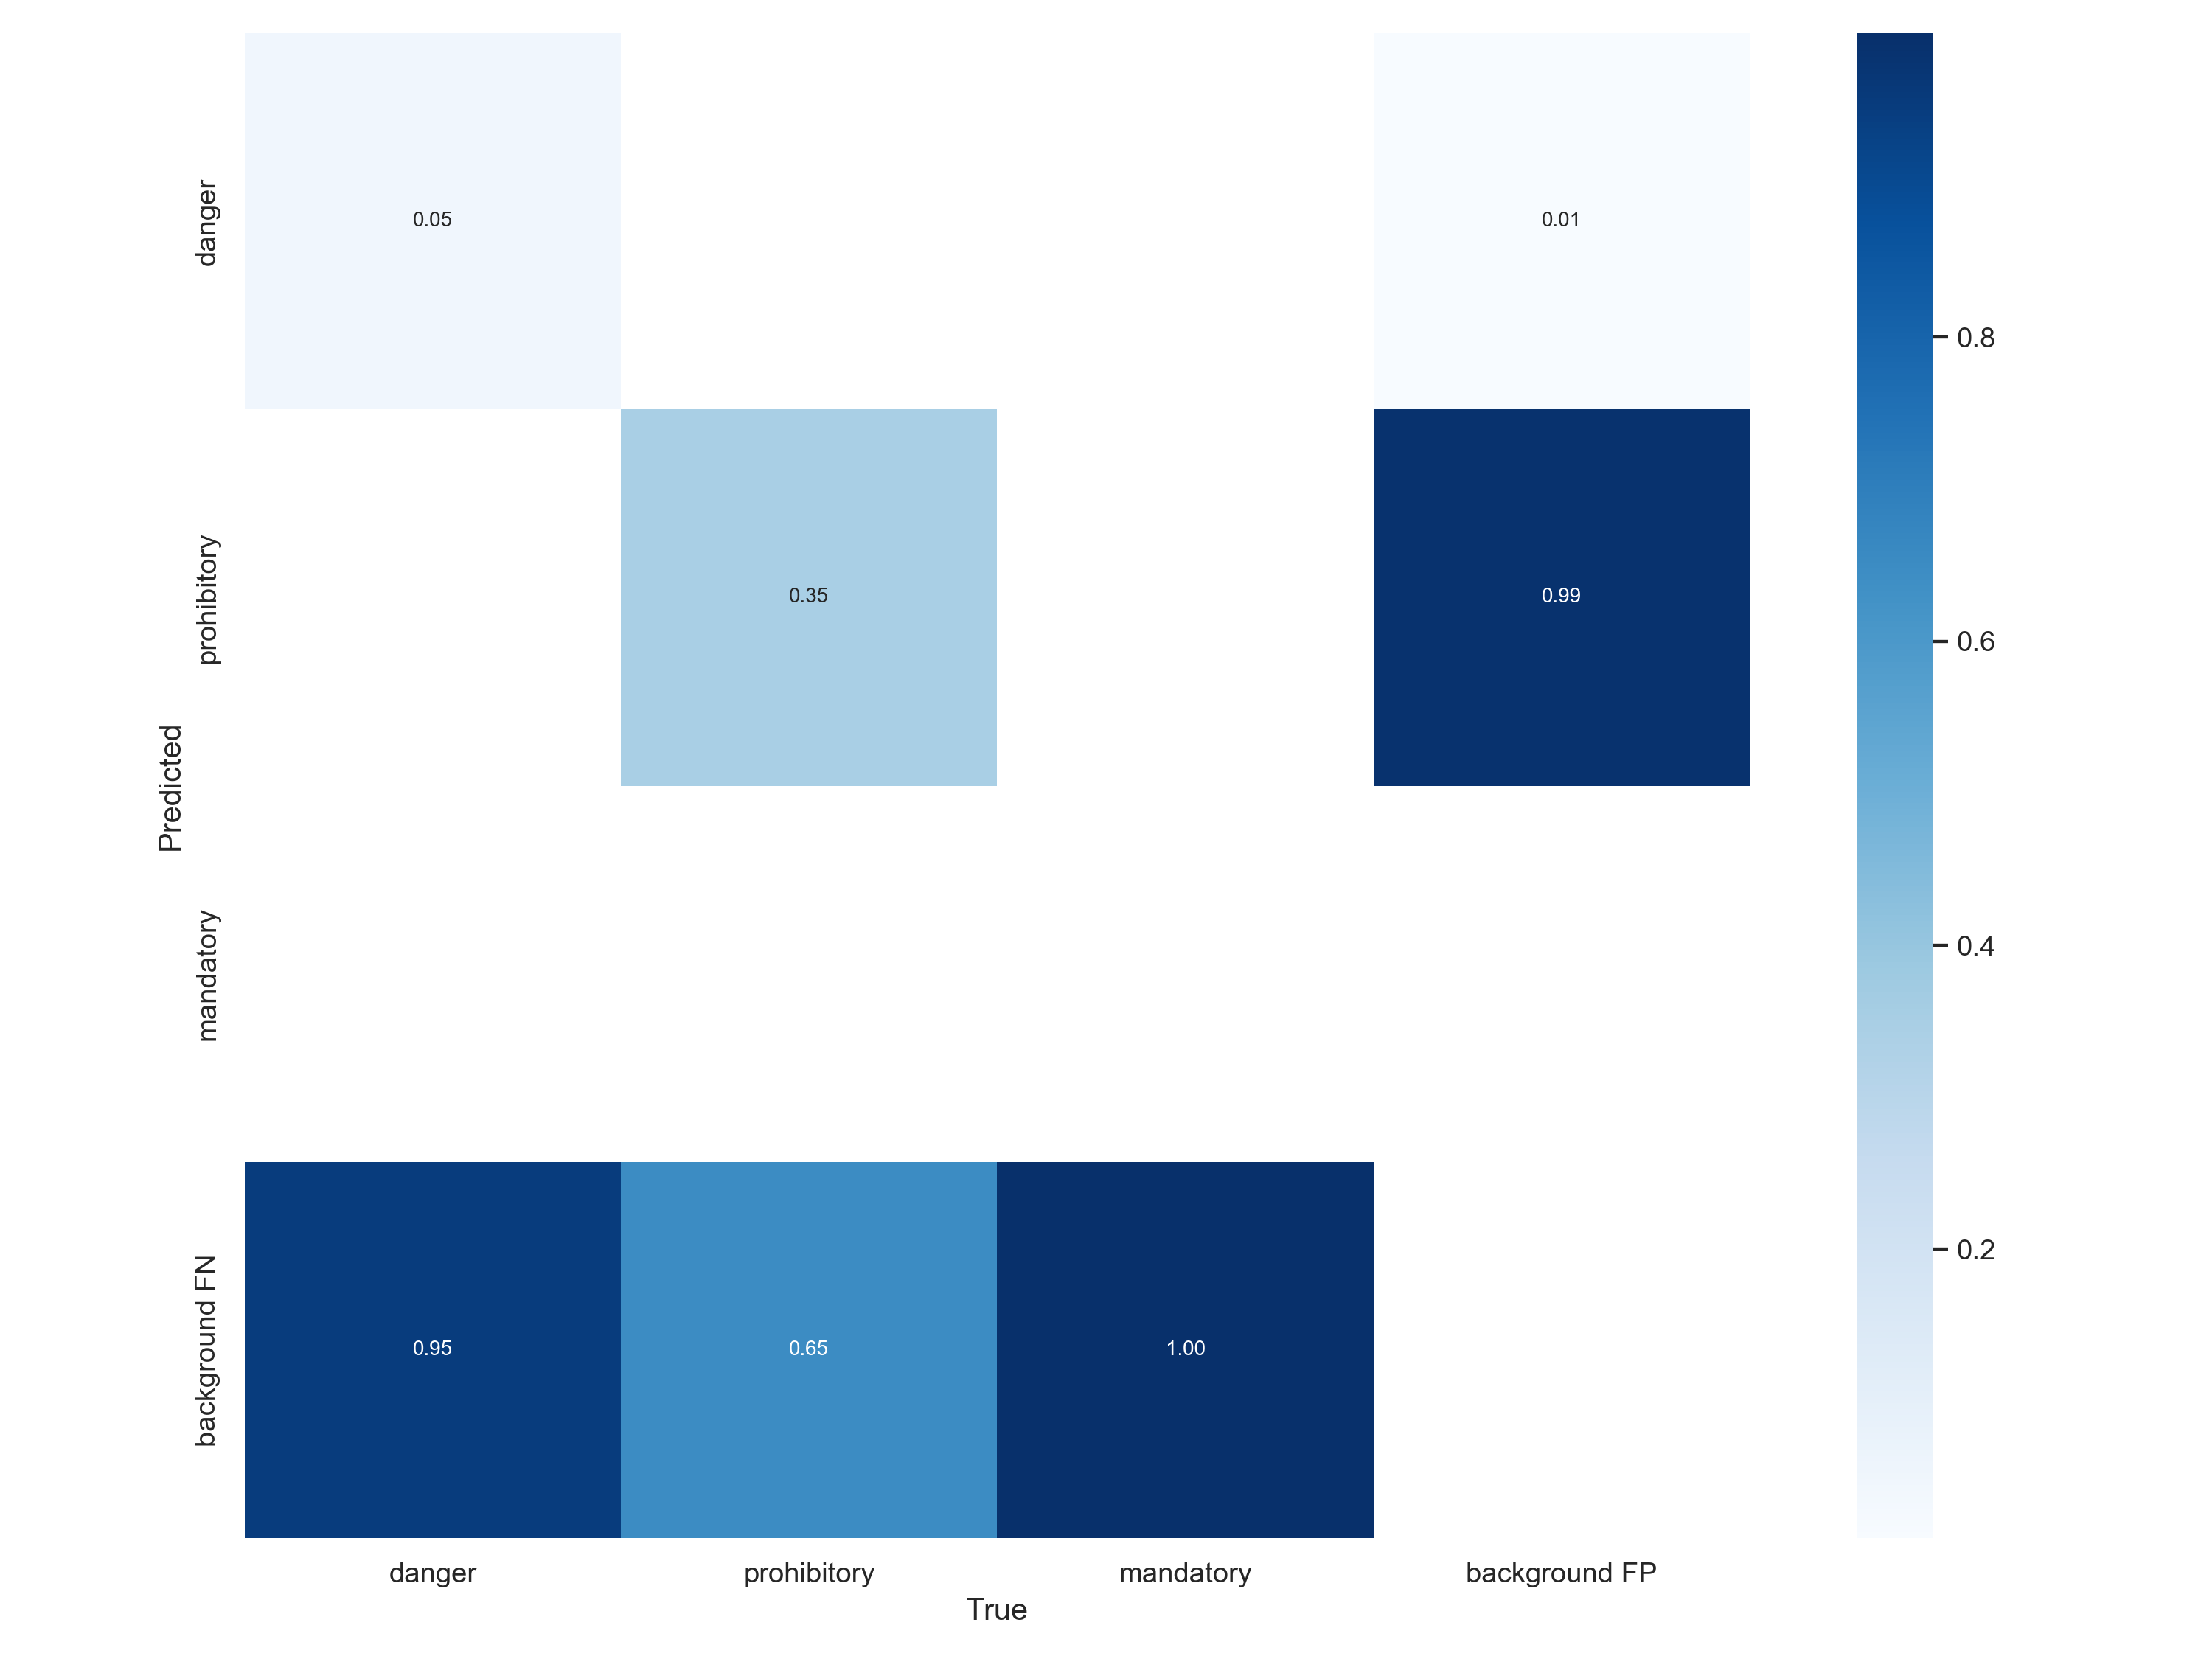 danger
0.05
0.01
0.8
prohibitory
0.35
0.99
0.6
Predicted
mandatory
0.4
background FN
0.95
0.65
1.00
0.2
danger
prohibitory
mandatory
background FP
True